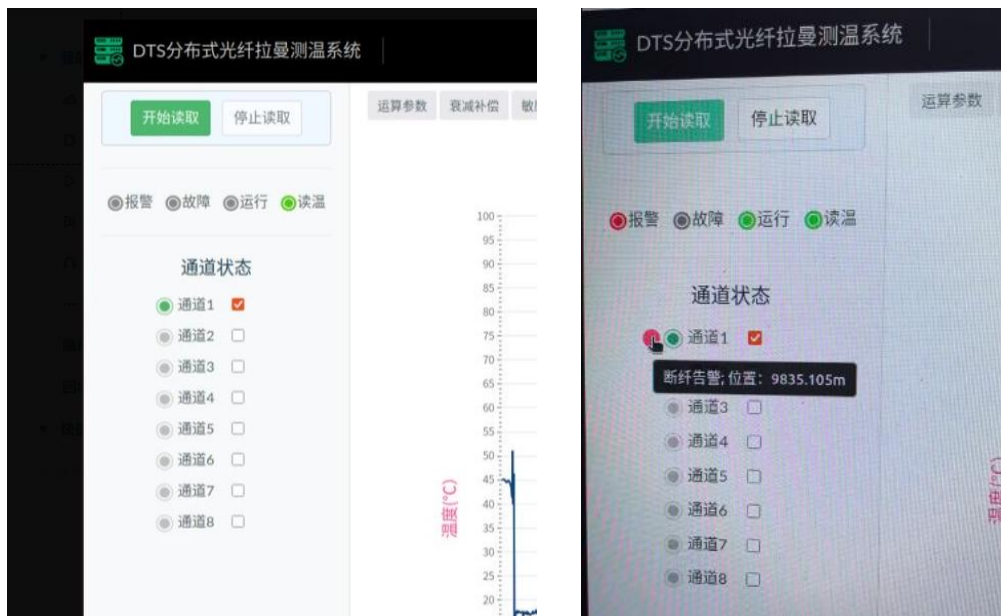 DTS分布式光纤拉曼测温系统
开始读取 停止读取
运算参数 衰减补偿
报警 故障 运行 读温
通道状态
通道1
通道2
通道3
通道4
通道5
通道6
通道7
通道8
100
95
90
85
80
75
70
65
60
55
50
45
40
35
30
25
20
温度(°C)
DTS分布式光纤拉曼测温系统
开始读取 停止读取
运算参数
报警 故障 运行 读温
通道状态
通道1
断纤告警; 位置: 9835.105m
通道3
通道4
通道5
通道6
通道7
通道8
温度(°C)